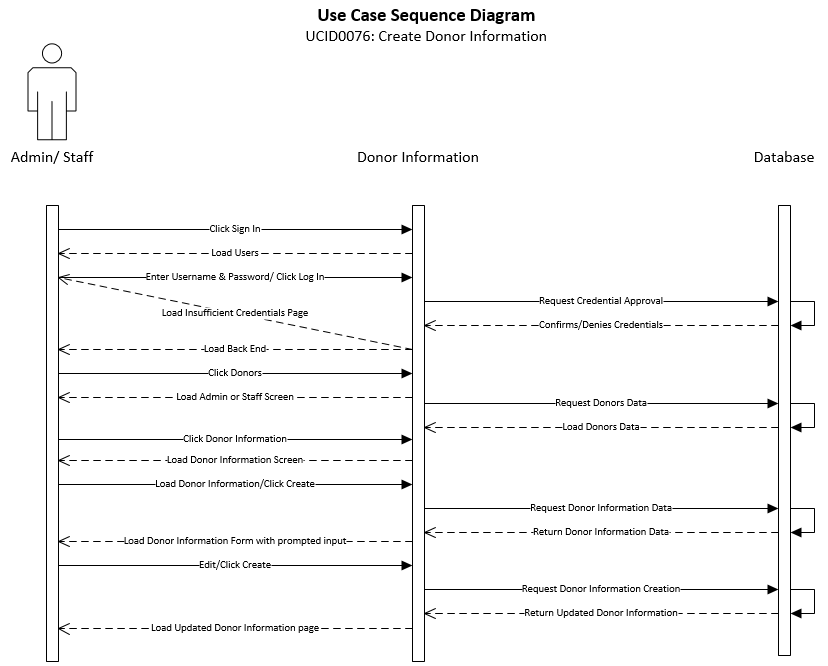 Use Case Sequence Diagram
UCID0076: Create Donor Information
Admin/ Staff
Donor Information
Database
Click Sign In
Load Users
Enter Username & Password/ Click Log In
Request Credential Approval
Load Insufficient Credentials Page
Confirms/Denies Credentials
Load Back End
Click Donors
Load Admin or Staff Screen
Request Donors Data
Load Donors Data
Click Donor Information
Load Donor Information Screen
Load Donor Information/Click Create
Request Donor Information Data
Return Donor Information Data
Load Donor Information Form with prompted input
Edit/Click Create
Request Donor Information Creation
Return Updated Donor Information
Load Updated Donor Information page